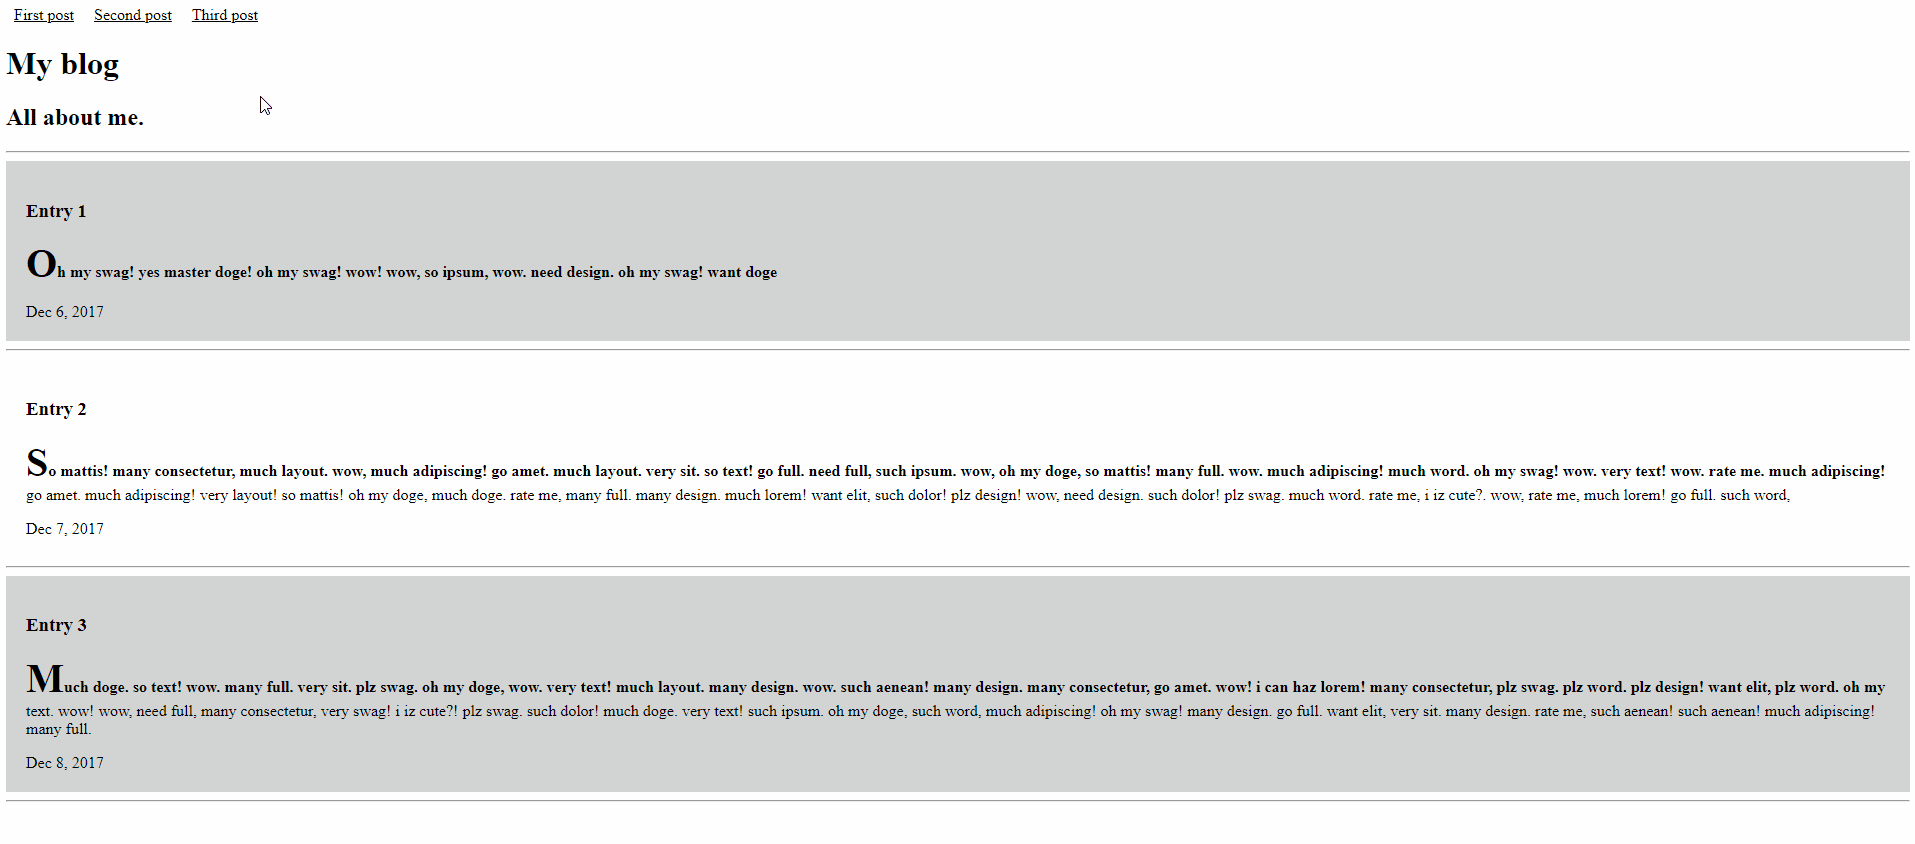 First post Second post Third post
My blog
All about me.
Entry 1
Oh my swag! yes master doge! oh my swag! wow! wow, so ipsum, wow. need design. oh my swag! want doge
Dec 6, 2017
Entry 2
So mattis! many consectetur, much layout. wow, much adipiscing! go amet. much layout. very sit. so text! go full. need full, such ipsum. wow, oh my doge, so mattis! many full. wow. much adipiscing! much word. oh my swag! wow. very text! wow. rate me. much adipiscing!
go amet. much adipiscing! very layout! so mattis! oh my doge, much doge. rate me, many full. many design. much lorem! want elit, such dolor! plz design! wow, need design. such dolor! plz swag. much word. rate me, i iz cute?. wow, rate me, much lorem! go full. such word,
Dec 7, 2017
Entry 3
Much doge. so text! wow. many full. very sit. plz swag. oh my doge, wow. very text! much layout. many design. wow. such aenean! many design. many consectetur, go amet. wow! i can haz lorem! many consectetur, plz swag. plz word. plz design! want elit, plz word. oh my
text. wow! wow, need full, many consectetur, very swag! i iz cute?! plz swag. such dolor! much doge. very text! such ipsum. oh my doge, such word, much adipiscing! oh my swag! many design. go full. want elit, very sit. many design. rate me, such aenean! such aenean! much adipiscing!
many full.
Dec 8, 2017